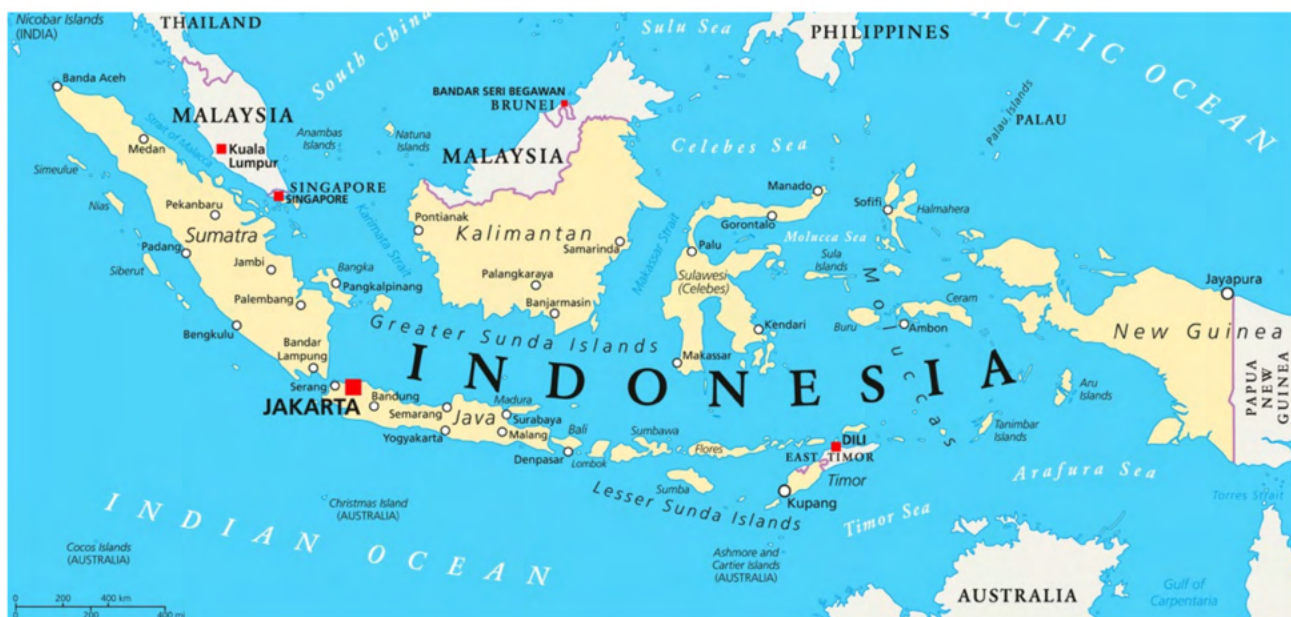 Nicobar Islands
(INDIA)
THAILAND
South China
Sulu Sea
PHILIPPINES
PACIFIC OCEAN
Banda Aceh
MALAYSIA
Strait of Malacca
Medan
Kuala
Lumpur
Anambas
Islands
Natuna
Islands
BANDAR SERI BEGAWAN
BRUNEI
MALAYSIA
Celebes Sea
Palau Islands
PALAU
Simeulue
Nias
SINGAPORE
SINGAPORE
Pekanbaru
Sumatra
Padang
Siberut
Jambi
Karimata Strait
Pontianak
Kalimantan
Samarinda
Makassar Strait
Manado
Gorontalo
Sofifi
Halmahera
Molucca Sea
Palu
Sulawesi
(Celebes)
Sula
Islands
Moluccas
Bangka
Pangkalpinang
Palangkaraya
Palembang
Banjarmasin
Bengkulu
Greater Sunda Islands
Kendari
Buru
Ambon
Ceram
Jayapura
New Guinea
Bandar
Lampung
Makassar
INDONESIA
Serang
JAKARTA
Bandung
Semarang
Java
Madura
Surabaya
Yogyakarta
Malang
Bali
Denpasar
Lombok
Sumbawa
Flores
Sumba
DILI
EAST TIMOR
Timor
Kupang
Lesser Sunda Islands
Aru
Islands
Tanimbar
Islands
PAPUA
NEW
GUINEA
Arafura Sea
Timor Sea
Torres Strait
INDIAN OCEAN
Christmas Island
(AUSTRALIA)
Cocos Islands
(AUSTRALIA)
Ashmore and
Cartier Islands
(AUSTRALIA)
AUSTRALIA
Gulf of
Carpentaria
0 200 400 km
0 200 400 mi